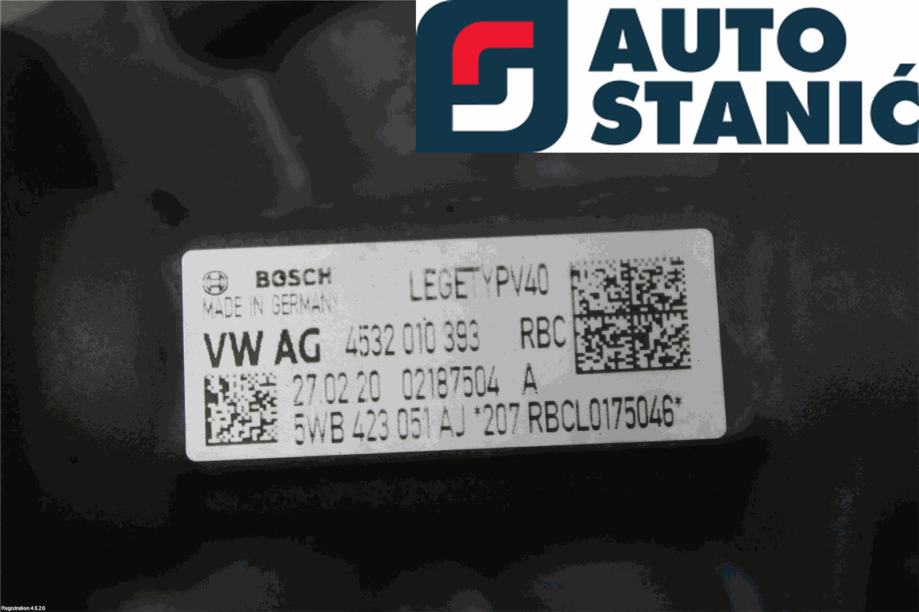 AUTO
STANIĆ
BOSCH LEGETYPV40
MADE IN GERMANY
VW AG 4532 010 393 RBC
27.02.20 02187504 A
5WB 423 051 AJ *207 RBCL0175046*
Registration 4.5.2.0